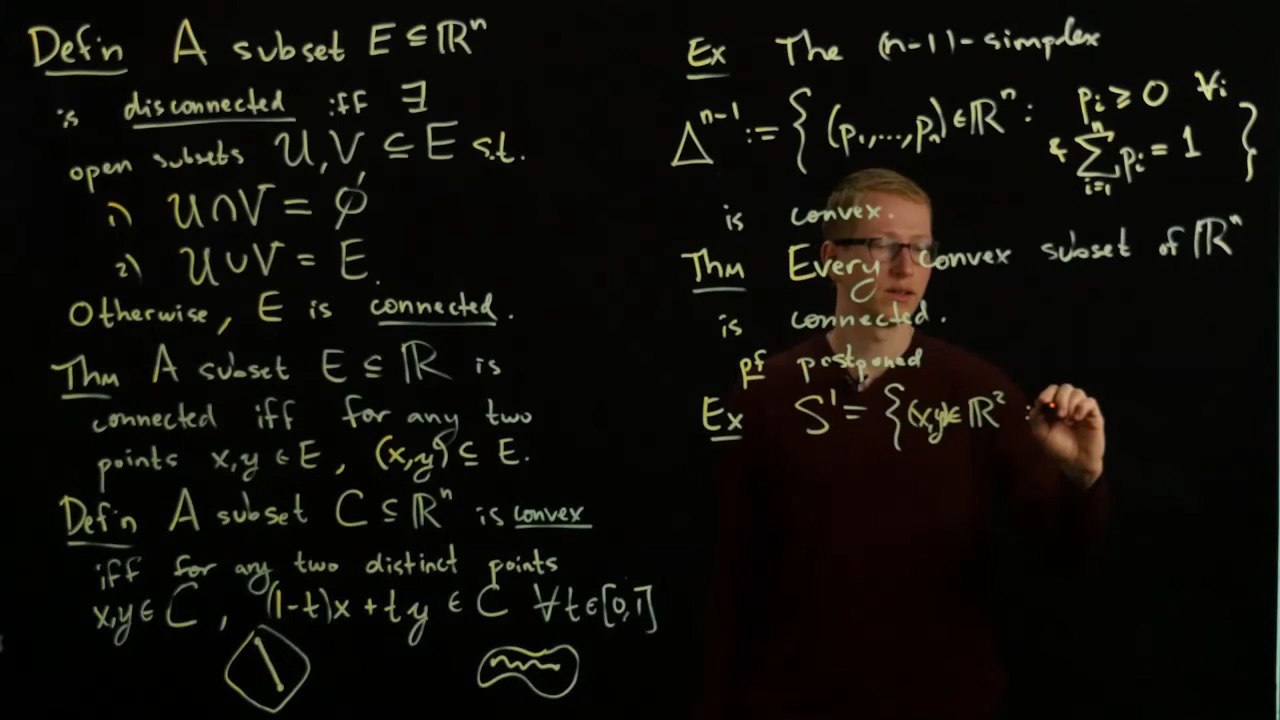 Defn A subset E ⊆ ℝⁿ
is disconnected iff ∃
open subsets U, V ⊆ E s.t.
1) U ∩ V = ∅
2) U ∪ V = E.
Otherwise, E is connected.
Thm A subset E ⊆ ℝ is
connected iff for any two
points x,y ∈ E, (x,y) ⊆ E.
Defn A subset C ⊆ ℝⁿ is convex
iff for any two distinct points
x,y ∈ C, (1-t)x + ty ∈ C ∀t∈[0,1]
Ex The (n-1)-simplex
Δⁿ⁻¹ := { (p₁,...,pₙ) ∈ ℝⁿ : pᵢ ≥ 0 ∀i
& ∑ᵢ₌₁ⁿ pᵢ = 1 }
is convex.
Thm Every convex subset of ℝⁿ
is connected.
pf postponed
Ex S¹ = { (x,y) ∈ ℝ² :